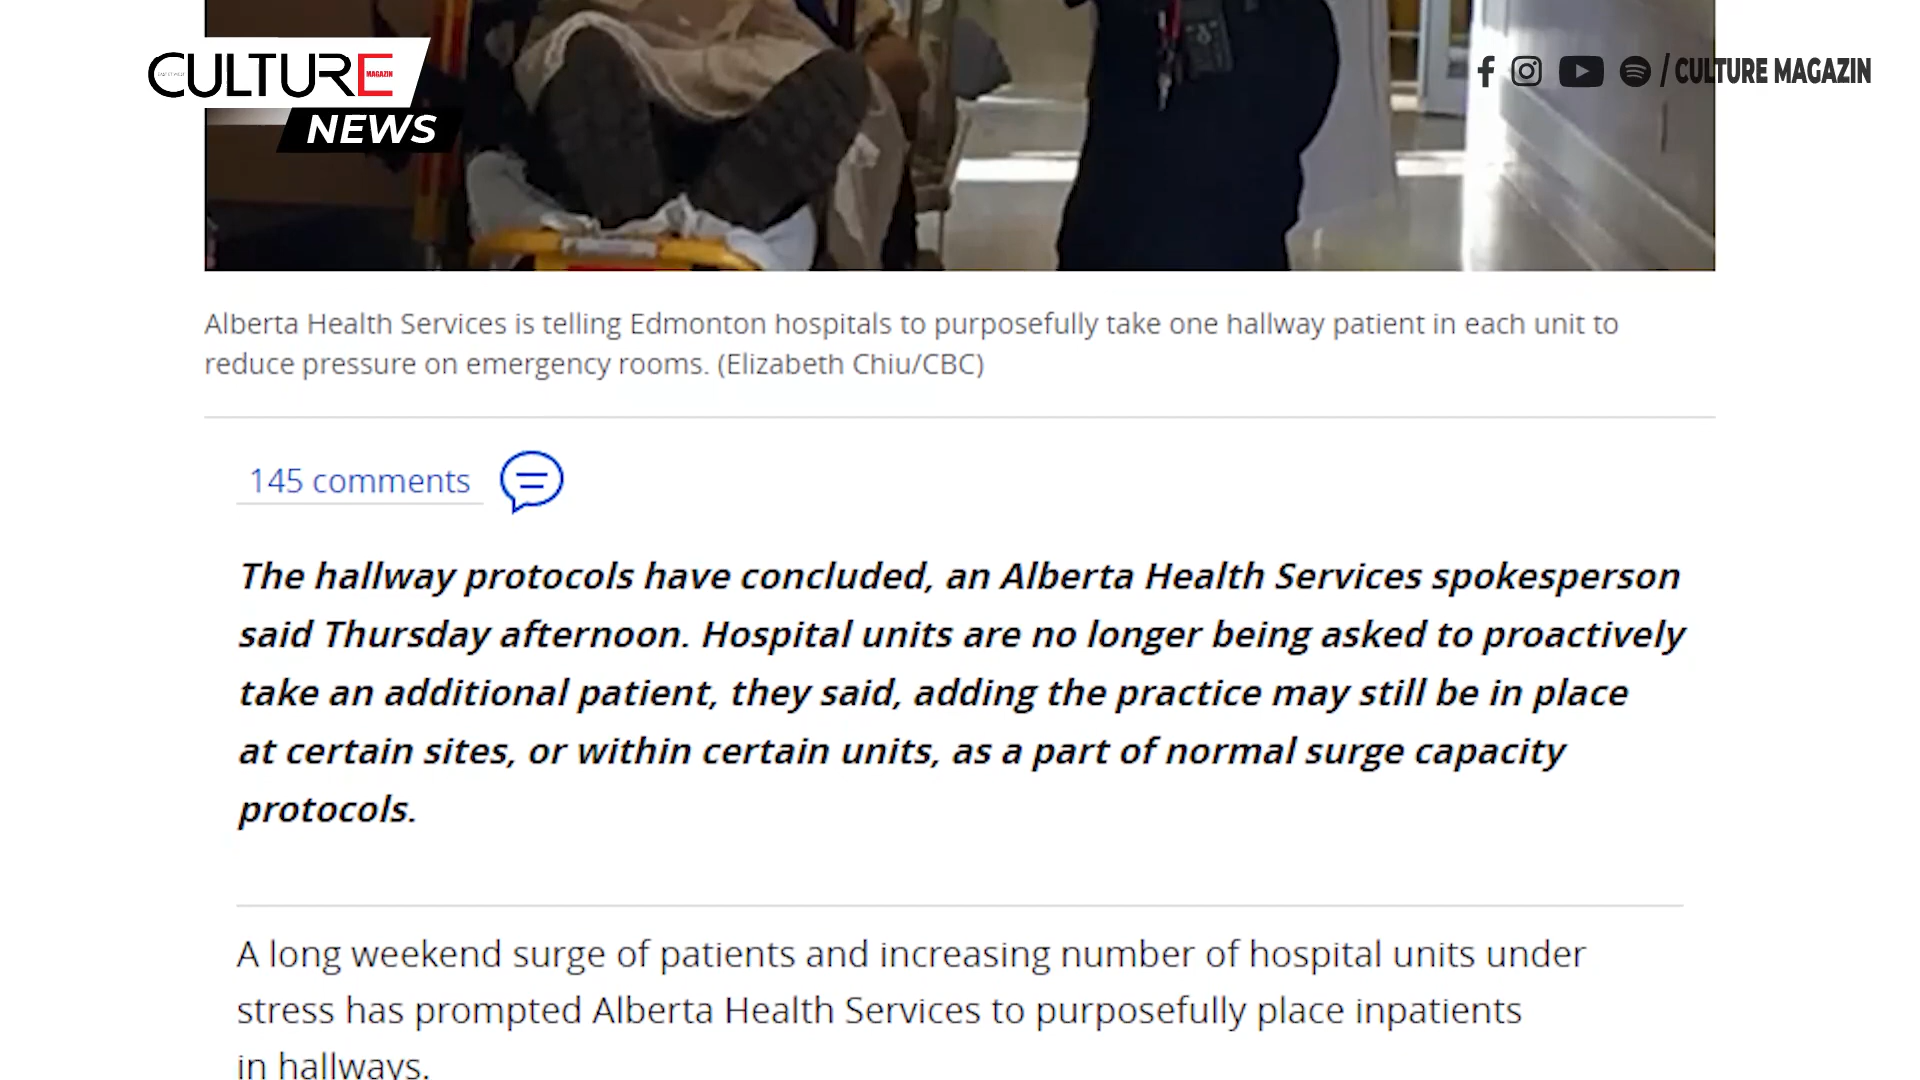 CULTURE
MAGAZIN
NEWS
/ CULTURE MAGAZIN
Alberta Health Services is telling Edmonton hospitals to purposefully take one hallway patient in each unit to
reduce pressure on emergency rooms. (Elizabeth Chiu/CBC)
145 comments
The hallway protocols have concluded, an Alberta Health Services spokesperson
said Thursday afternoon. Hospital units are no longer being asked to proactively
take an additional patient, they said, adding the practice may still be in place
at certain sites, or within certain units, as a part of normal surge capacity
protocols.
A long weekend surge of patients and increasing number of hospital units under
stress has prompted Alberta Health Services to purposefully place inpatients
in hallways.